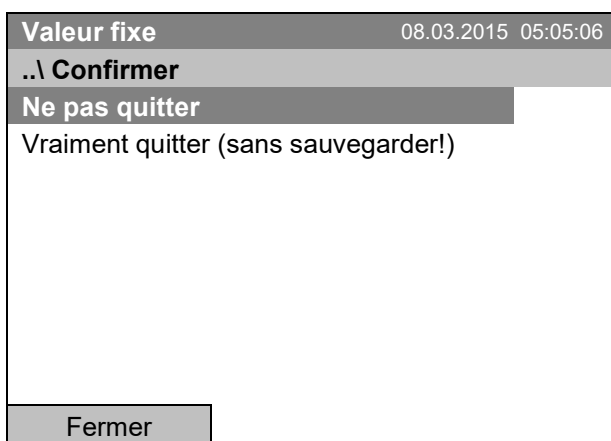 Valeur fixe 08.03.2015 05:05:06
..\ Confirmer
Ne pas quitter
Vraiment quitter (sans sauvegarder!)
Fermer